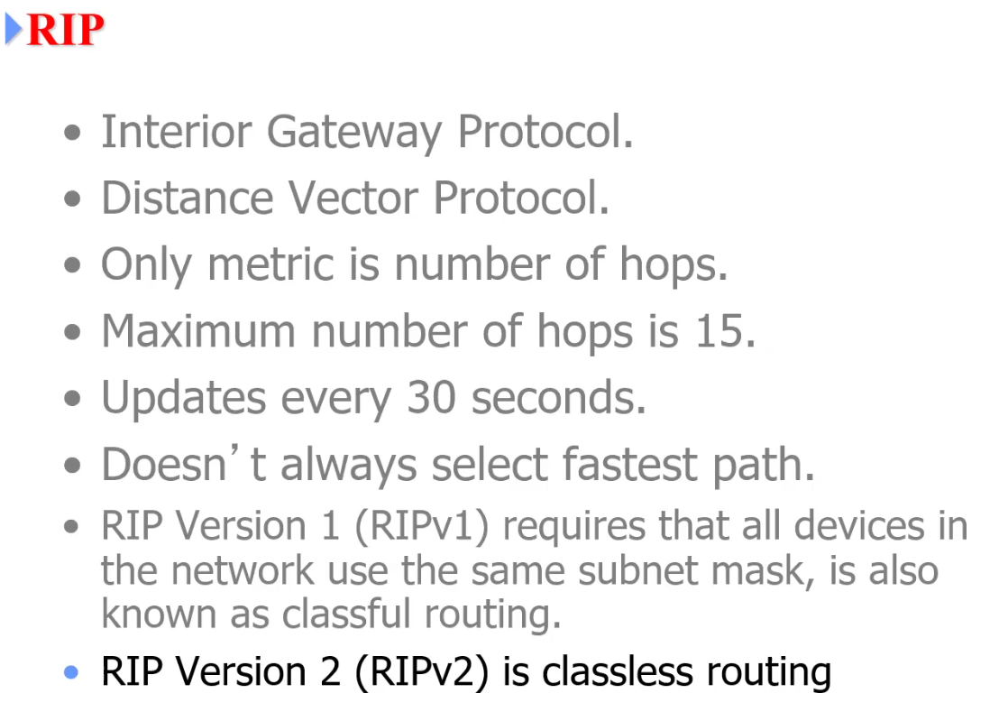 RIP
• Interior Gateway Protocol.
• Distance Vector Protocol.
• Only metric is number of hops.
• Maximum number of hops is 15.
• Updates every 30 seconds.
• Doesn’t always select fastest path.
• RIP Version 1 (RIPv1) requires that all devices in
the network use the same subnet mask, is also
known as classful routing.
• RIP Version 2 (RIPv2) is classless routing